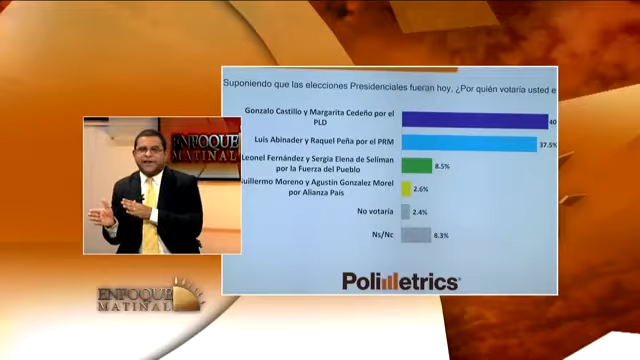 Suponiendo que las elecciones Presidenciales fueran hoy, ¿Por quién votaría usted e
Gonzalo Castillo y Margarita Cedeño por el
PLD
40
Luis Abinader y Raquel Peña por el PRM
37.5%
Leonel Fernández y Sergia Elena de Seliman
por la Fuerza del Pueblo
8.5%
Guillermo Moreno y Agustin Gonzalez Morel
por Alianza País
2.6%
No votaría
2.4%
Ns/Nc
8.3%
Polimetrics
ENFOQUE
MATINAL
ENFOQUE
MATINAL